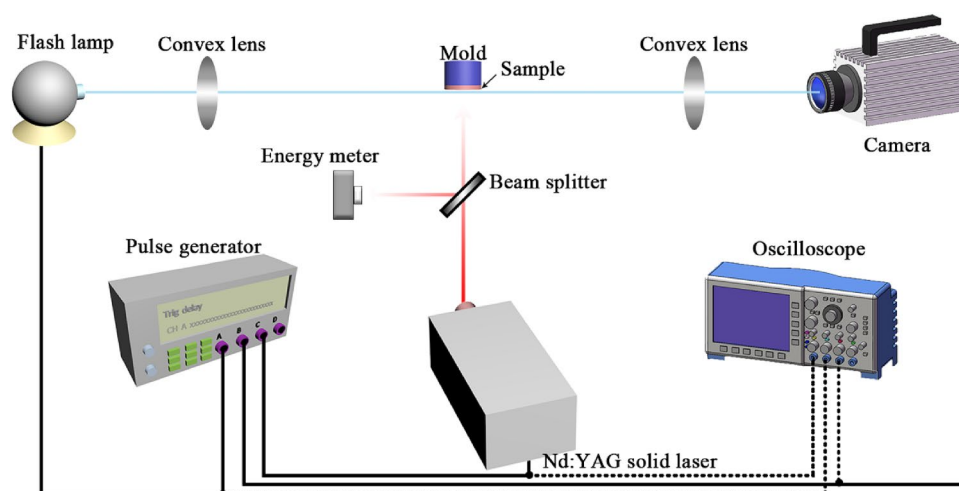 Flash lamp
Convex lens
Mold
Sample
Convex lens
Camera
Energy meter
Beam splitter
Pulse generator
Oscilloscope
Trig delay
CH A xxxxxxxxxxxxxxxxxxxxxxxx
A B C D
Nd:YAG solid laser